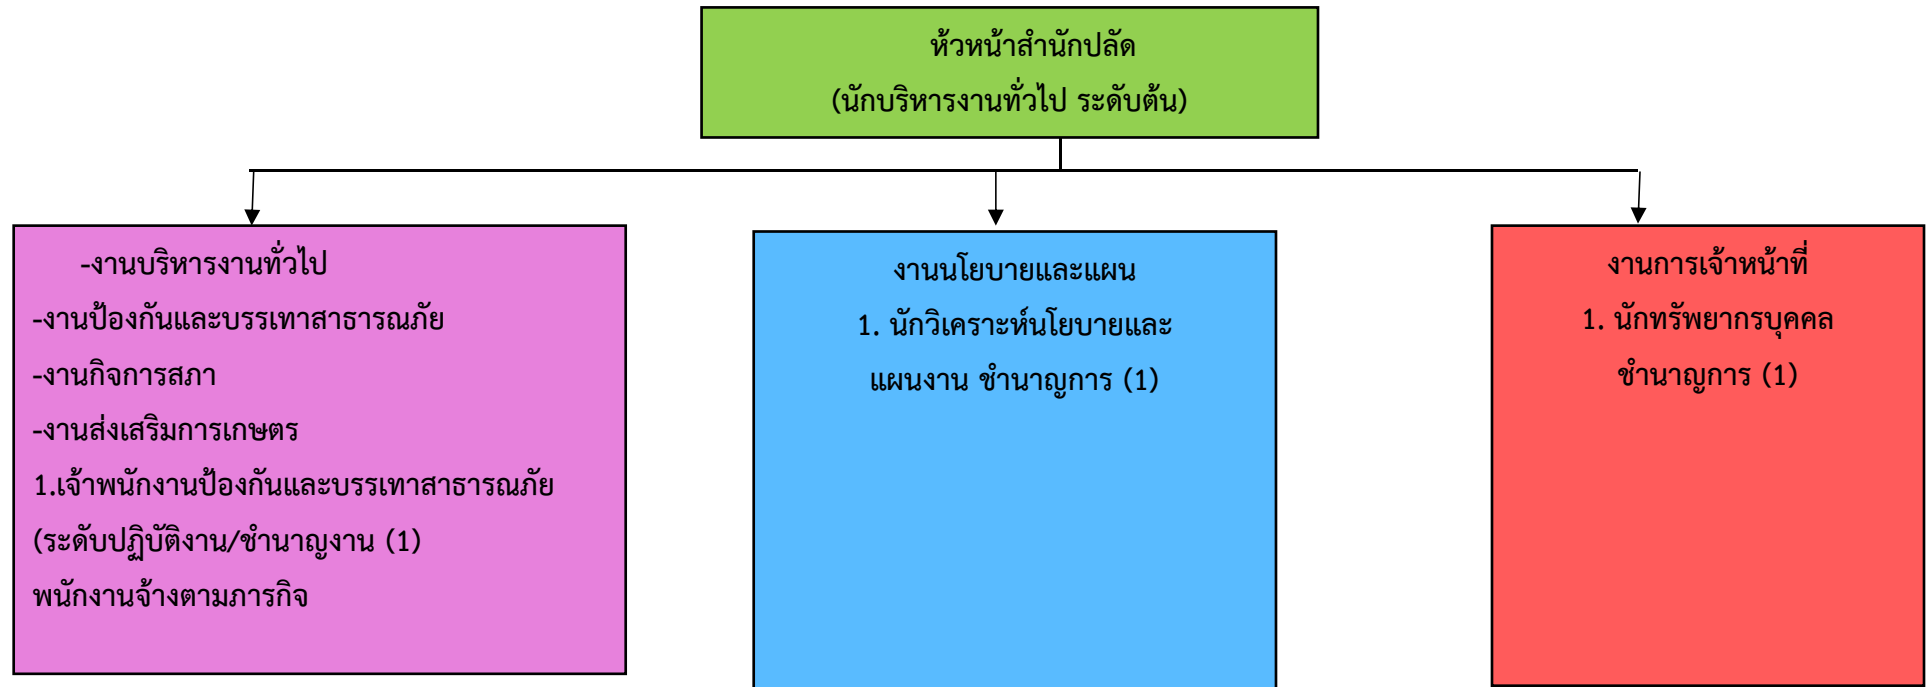 ห้วหน้าสำนักปลัด
(นักบริหารงานทั่วไป ระดับต้น)
-งานบริหารงานทั่วไป
-งานป้องกันและบรรเทาสาธารณภัย
-งานกิจการสภา
-งานส่งเสริมการเกษตร
1.เจ้าพนักงานป้องกันและบรรเทาสาธารณภัย
(ระดับปฏิบัติงาน/ชำนาญงาน (1)
พนักงานจ้างตามภารกิจ
งานนโยบายและแผน
1. นักวิเคราะห์นโยบายและ
แผนงาน ชำนาญการ (1)
งานการเจ้าหน้าที่
1. นักทรัพยากรบุคคล
ชำนาญการ (1)